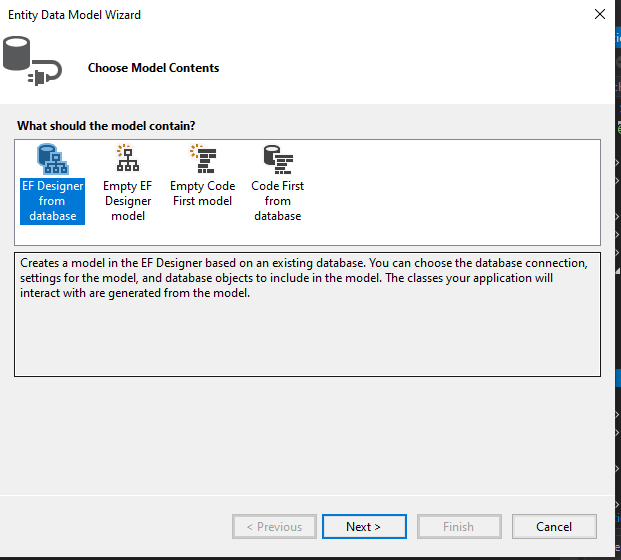 Entity Data Model Wizard
Choose Model Contents
What should the model contain?
EF Designer
from
database
Empty EF
Designer
model
Empty Code
First model
Code First
from
database
Creates a model in the EF Designer based on an existing database. You can choose the database connection,
settings for the model, and database objects to include in the model. The classes your application will
interact with are generated from the model.
< Previous
Next >
Finish
Cancel